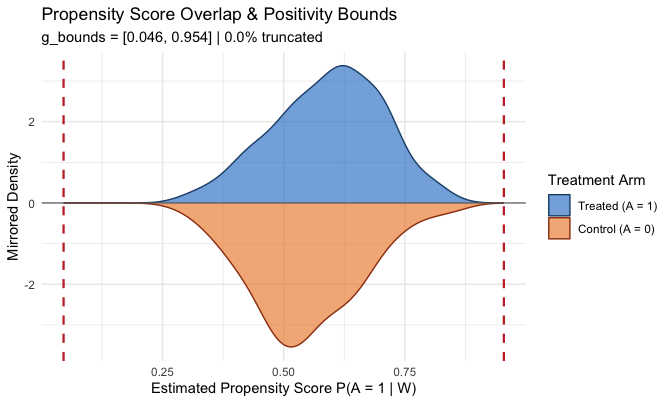 Propensity Score Overlap & Positivity Bounds
g_bounds = [0.046, 0.954] | 0.0% truncated
Mirrored Density
2
0
-2
0.25
0.50
0.75
Estimated Propensity Score P(A = 1 | W)
Treatment Arm
Treated (A = 1)
Control (A = 0)